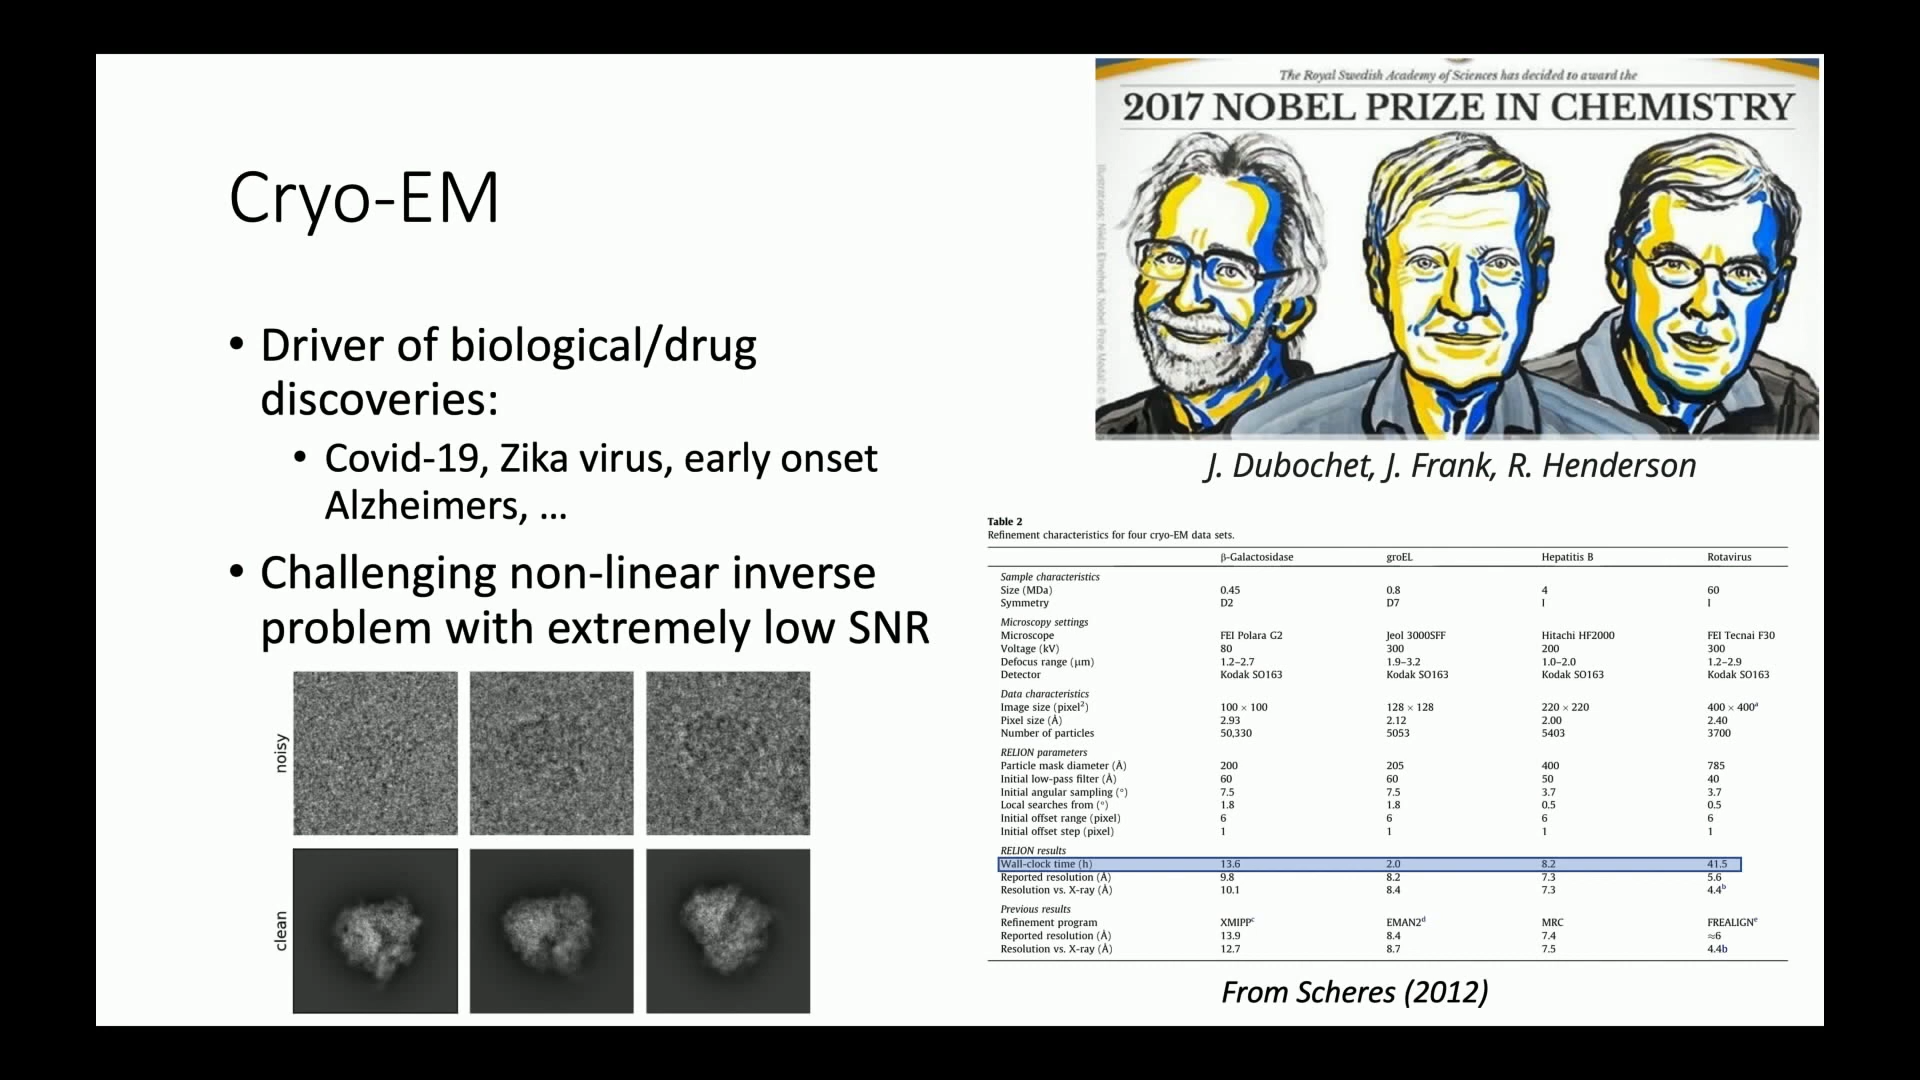 The Royal Swedish Academy of Sciences has decided to award the
2017 NOBEL PRIZE IN CHEMISTRY
J. Dubochet, J. Frank, R. Henderson
Cryo-EM
• Driver of biological/drug
discoveries:
• Covid-19, Zika virus, early onset
Alzheimers, ...
• Challenging non-linear inverse
problem with extremely low SNR
noisy
clean
Table 2
Refinement characteristics for four cryo-EM data sets.
β-Galactosidase groEL Hepatitis B Rotavirus
Sample characteristics
Size (MDa) 0.45 0.8 4 60
Symmetry D2 D7 I I
Microscopy settings
Microscope FEI Polara G2 Jeol 3000SFF Hitachi HF2000 FEI Tecnai F30
Voltage (kV) 80 300 200 300
Defocus range (μm) 1.2–2.7 1.9–3.2 1.0–2.0 1.2–2.9
Detector Kodak SO163 Kodak SO163 Kodak SO163 Kodak SO163
Data characteristics
Image size (pixel²) 100 × 100 128 × 128 220 × 220 400 × 400ᵃ
Pixel size (Å) 2.93 2.12 2.00 2.40
Number of particles 50,330 5053 5403 3700
RELION parameters
Particle mask diameter (Å) 200 205 400 785
Initial low-pass filter (Å) 60 60 50 40
Initial angular sampling (°) 7.5 7.5 3.7 3.7
Local searches from (°) 1.8 1.8 0.5 0.5
Initial offset range (pixel) 6 6 6 6
Initial offset step (pixel) 1 1 1 1
RELION results
Wall-clock time (h) 13.6 2.0 8.2 41.5
Reported resolution (Å) 9.8 8.2 7.3 5.6
Resolution vs. X-ray (Å) 10.1 8.4 7.3 4.4ᵇ
Previous results
Refinement program XMIPPᶜ EMAN2ᵈ MRC FREALIGNᵉ
Reported resolution (Å) 13.9 8.4 7.4 ≈6
Resolution vs. X-ray (Å) 12.7 8.7 7.5 4.4b
From Scheres (2012)